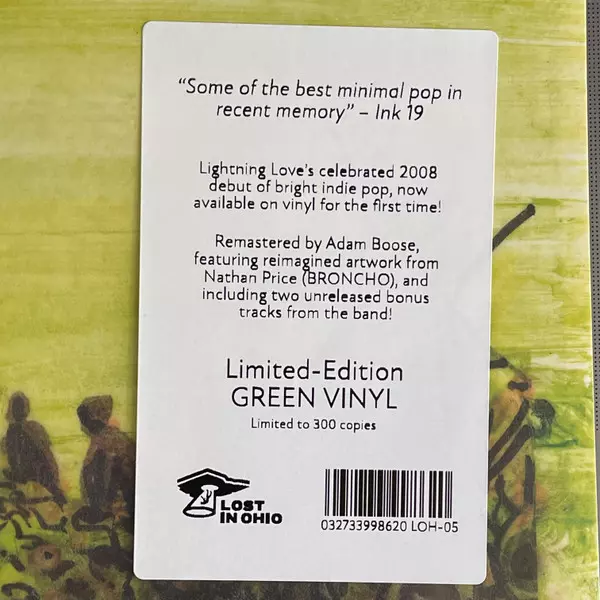 “Some of the best minimal pop in
recent memory” – Ink 19
Lightning Love's celebrated 2008
debut of bright indie pop, now
available on vinyl for the first time!
Remastered by Adam Boose,
featuring reimagined artwork from
Nathan Price (BRONCHO), and
including two unreleased bonus
tracks from the band!
Limited-Edition
GREEN VINYL
Limited to 300 copies
LOST
IN OHIO
032733998620 LOH-05